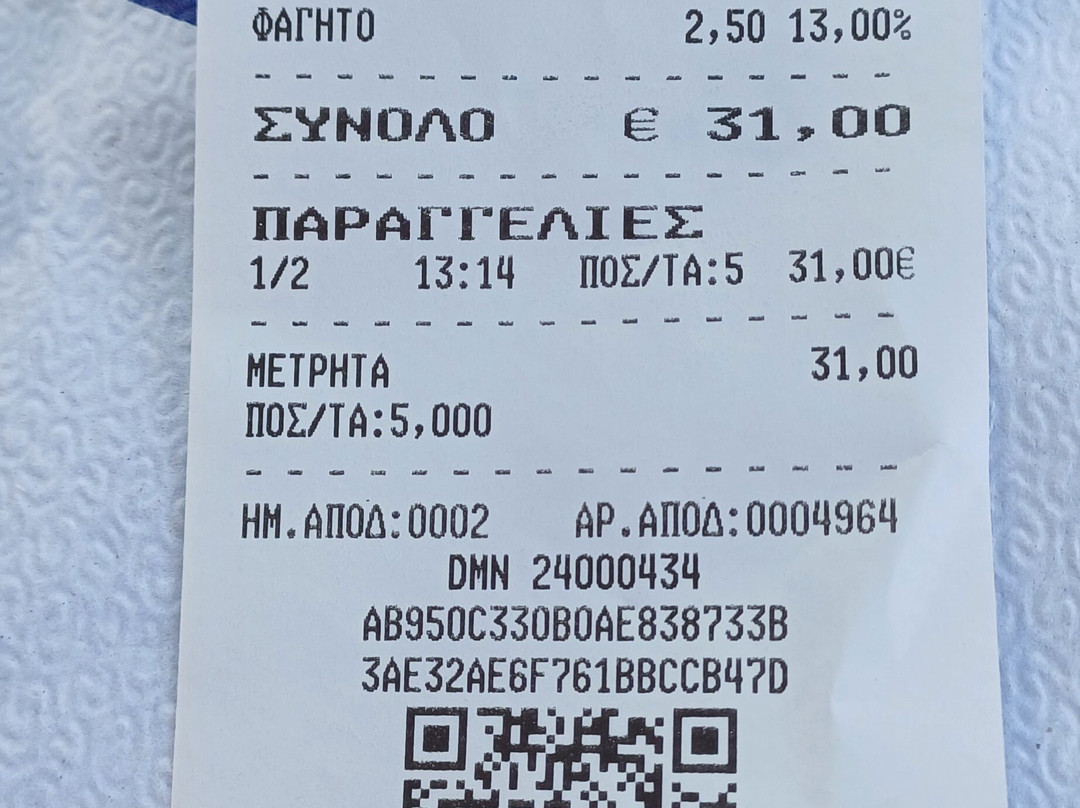 ΦΑΓΗΤΟ 2,50 13,00%
ΣΥΝΟΛΟ € 31,00
ΠΑΡΑΓΓΕΛΙΕΣ
1/2 13:14 ΠΟΣ/ΤΑ:5 31,00€
ΜΕΤΡΗΤΑ 31,00
ΠΟΣ/ΤΑ:5,000
ΗΜ.ΑΠΟΔ:0002 ΑΡ.ΑΠΟΔ:0004964
DMN 24000434
AB950C330B0AE838733B
3AE32AE6F761BBCCB47D